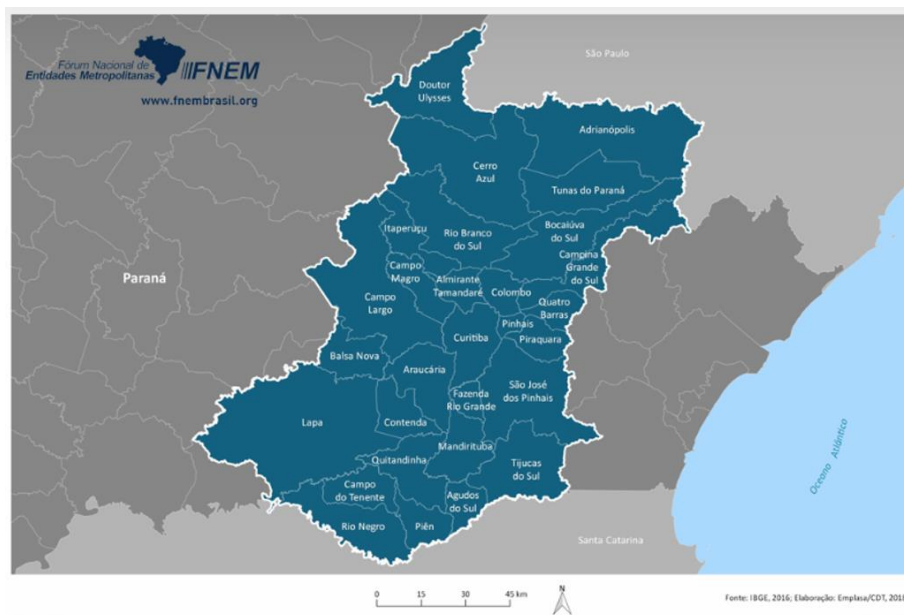 Fórum Nacional de
Entidades Metropolitanas
FNEM
www.fnembrasil.org
São Paulo
Doutor
Ulysses
Adrianópolis
Cerro
Azul
Tunas do Paraná
Itaperúçu
Rio Branco
do Sul
Bocaiúva
do Sul
Campina
Grande
do Sul
Paraná
Campo
Magro
Almirante
Tamandaré
Colombo
Campo
Largo
Quatro
Barras
Pinhais
Curitiba
Piraquara
Balsa Nova
Araucária
São José
dos Pinhais
Fazenda
Rio Grande
Lapa
Contenda
Mandirituba
Quitandinha
Tijucas
do Sul
Campo
do Tenente
Agudos
do Sul
Rio Negro
Piên
Oceano Atlântico
Santa Catarina
0 15 30 45 km
N
Fonte: IBGE, 2016; Elaboração: Emplasa/CDT, 2018